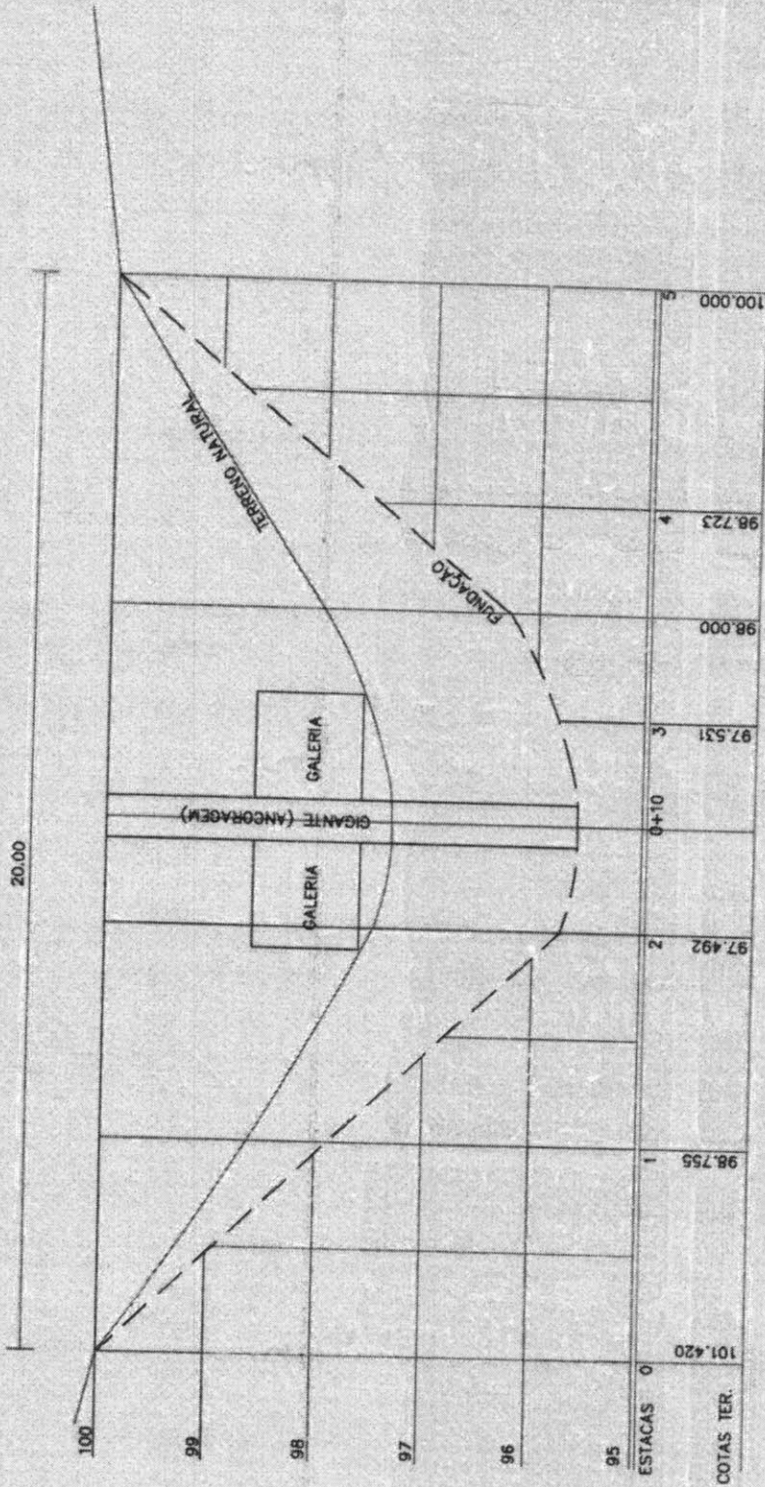 20.00
TERRENO NATURAL
FUNDAÇÃO
GALERIA
GIGANTE (ANCORAGEM)
GALERIA
100
99
98
97
96
95
ESTACAS 0 1 2 0+10 3 4 5
COTAS TER. 101.420 98.755 97.492 97.531 98.000 98.723 100.000